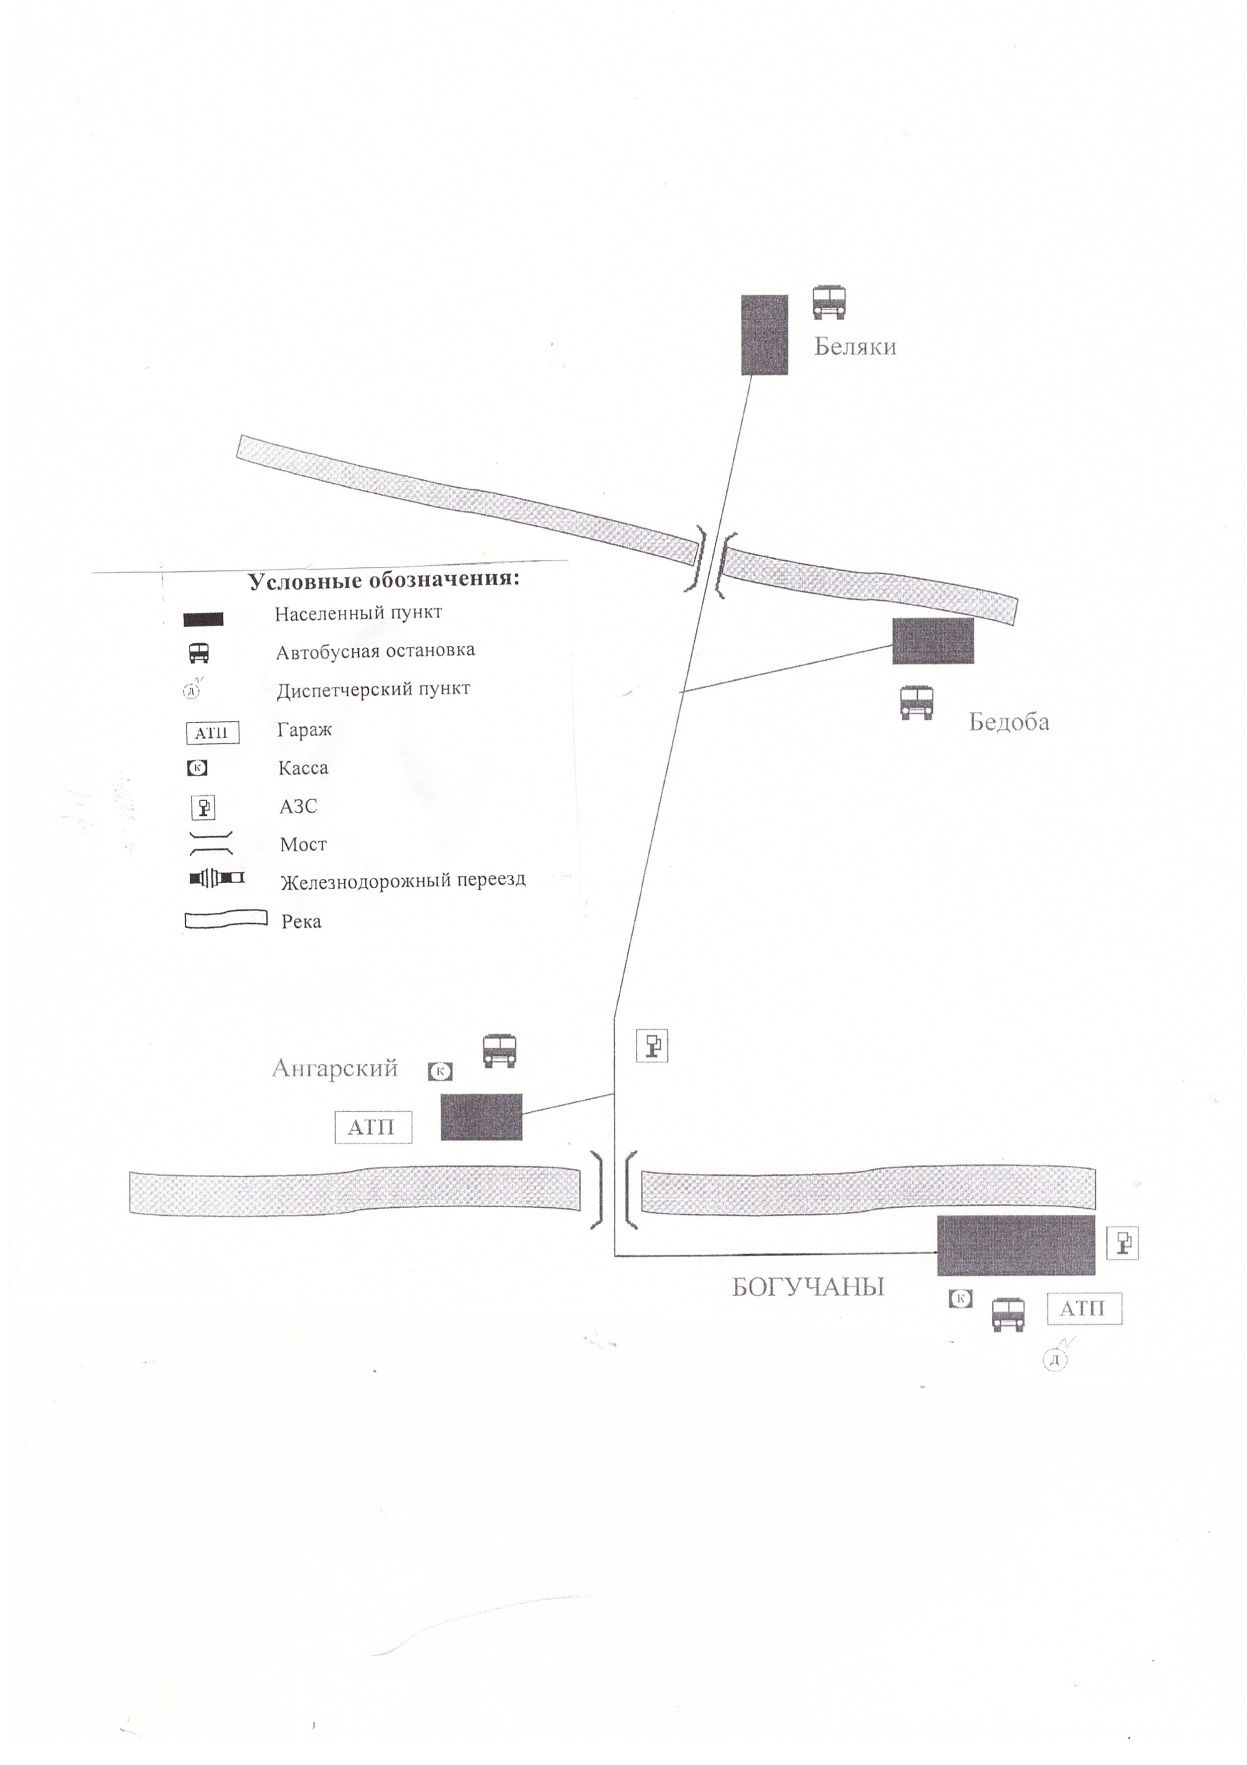 Беляки
Условные обозначения:
Населенный пункт
Автобусная остановка
Д
Диспетчерский пункт
АТП
Гараж
К
Касса
АЗС
Мост
Железнодорожный переезд
Река
Бедоба
Ангарский
К
АТП
БОГУЧАНЫ
К
АТП
Д